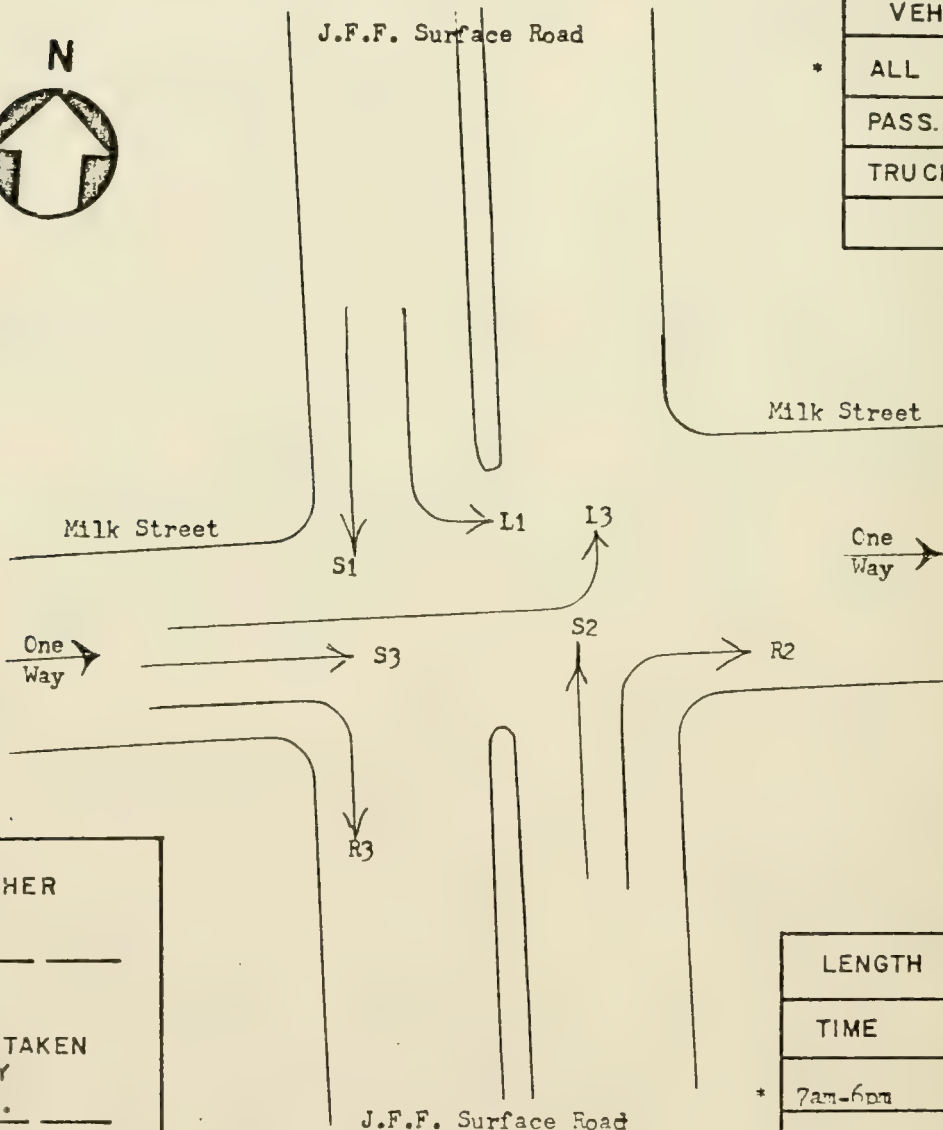 J.F.F. Surface Road
N
VEH
* ALL
PASS.
TRUCK
Milk Street
Milk Street
L1
L3
One
Way
S1
S2
One
Way
S3
R2
R3
HER
TAKEN
LENGTH
TIME
* 7am-6pm
J.F.F. Surface Road